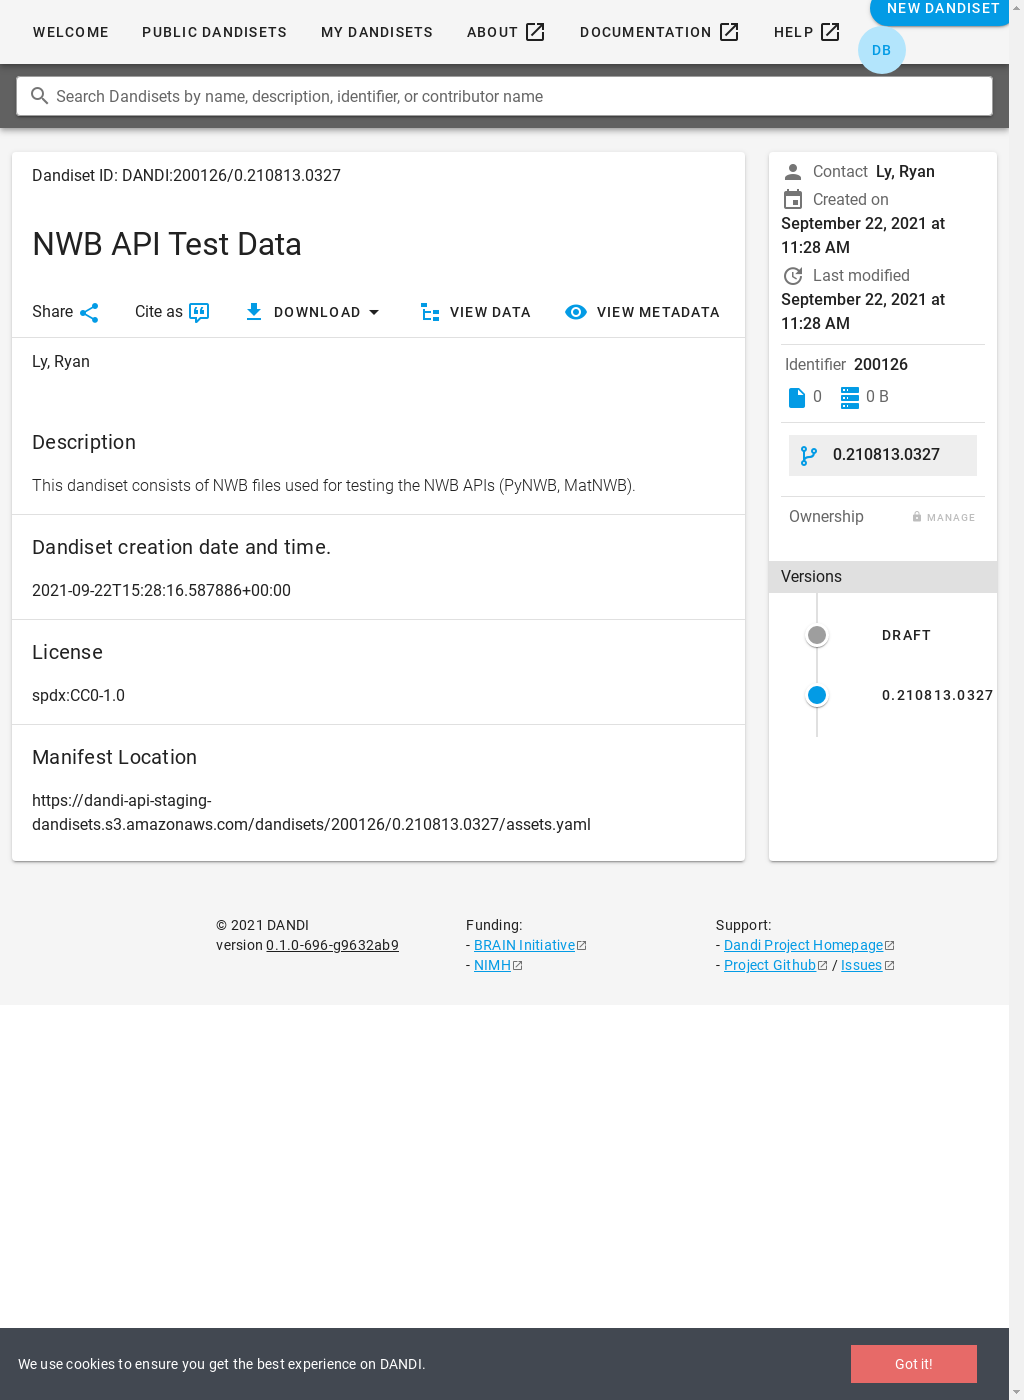 WELCOME PUBLIC DANDISETS MY DANDISETS ABOUT DOCUMENTATION HELP NEW DANDISET
DB
Search Dandisets by name, description, identifier, or contributor name
Dandiset ID: DANDI:200126/0.210813.0327
NWB API Test Data
Share Cite as DOWNLOAD VIEW DATA VIEW METADATA
Ly, Ryan
Description
This dandiset consists of NWB files used for testing the NWB APIs (PyNWB, MatNWB).
Dandiset creation date and time.
2021-09-22T15:28:16.587886+00:00
License
spdx:CC0-1.0
Manifest Location
https://dandi-api-staging-
dandisets.s3.amazonaws.com/dandisets/200126/0.210813.0327/assets.yaml
Contact Ly, Ryan
Created on
September 22, 2021 at
11:28 AM
Last modified
September 22, 2021 at
11:28 AM
Identifier 200126
0 0 B
0.210813.0327
Ownership MANAGE
Versions
DRAFT
0.210813.0327
© 2021 DANDI
version 0.1.0-696-g9632ab9
Funding:
- BRAIN Initiative
- NIMH
Support:
- Dandi Project Homepage
- Project Github / Issues
We use cookies to ensure you get the best experience on DANDI.
Got it!